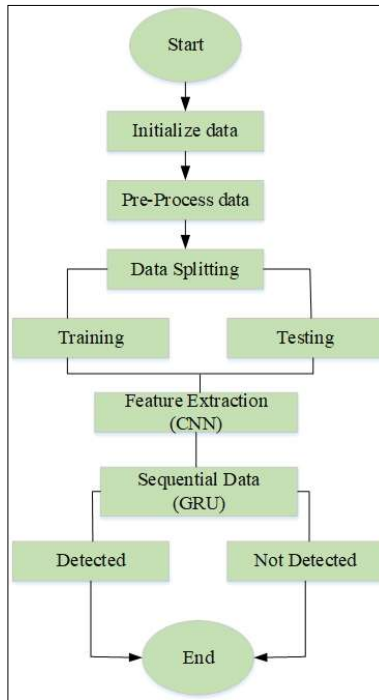 Start
Initialize data
Pre-Process data
Data Splitting
Training
Testing
Feature Extraction
(CNN)
Sequential Data
(GRU)
Detected
Not Detected
End